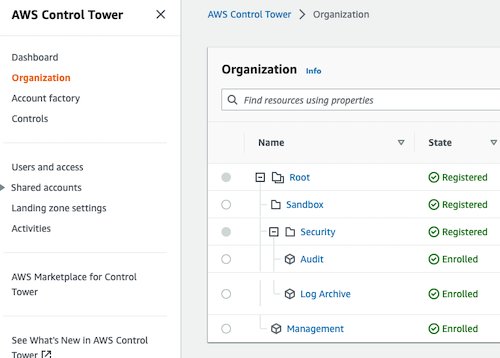 AWS Control Tower
Dashboard
Organization
Account factory
Controls
Users and access
Shared accounts
Landing zone settings
Activities
AWS Marketplace for Control
Tower
See What's New in AWS Control
Tower
AWS Control Tower > Organization
Organization Info
Find resources using properties
Name State
Root Registered
Sandbox Registered
Security Registered
Audit Enrolled
Log Archive Enrolled
Management Enrolled